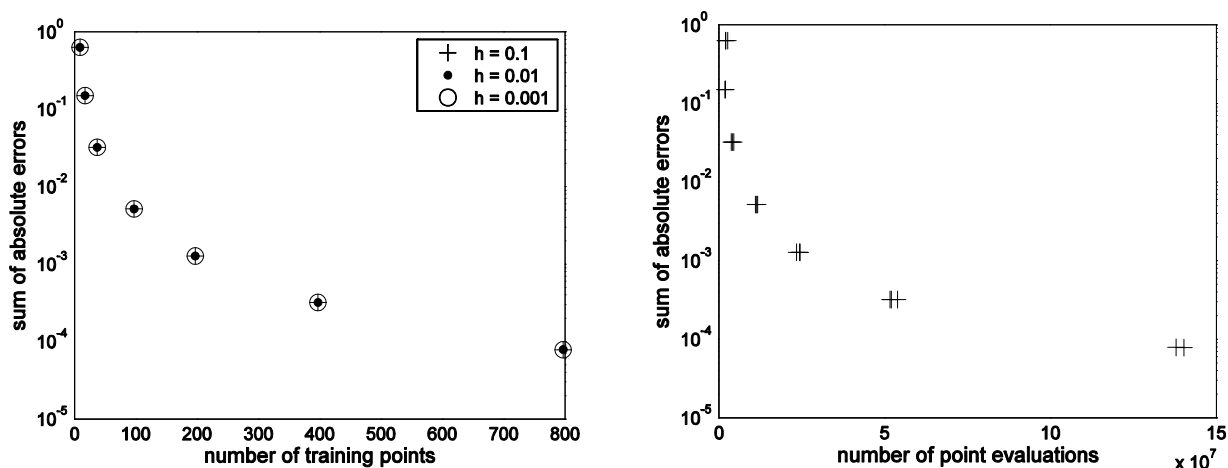 sum of absolute errors
10^0
10^-1
10^-2
10^-3
10^-4
10^-5
h = 0.1
h = 0.01
h = 0.001
0 100 200 300 400 500 600 700 800
number of training points
sum of absolute errors
10^0
10^-1
10^-2
10^-3
10^-4
10^-5
0 5 10 15
number of point evaluations
x 10^7